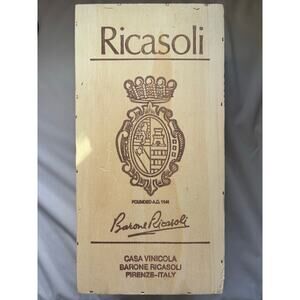 Ricasoli
FOUNDED A.D. 1141
Barone Ricasoli
CASA VINICOLA
BARONE RICASOLI
FIRENZE-ITALY